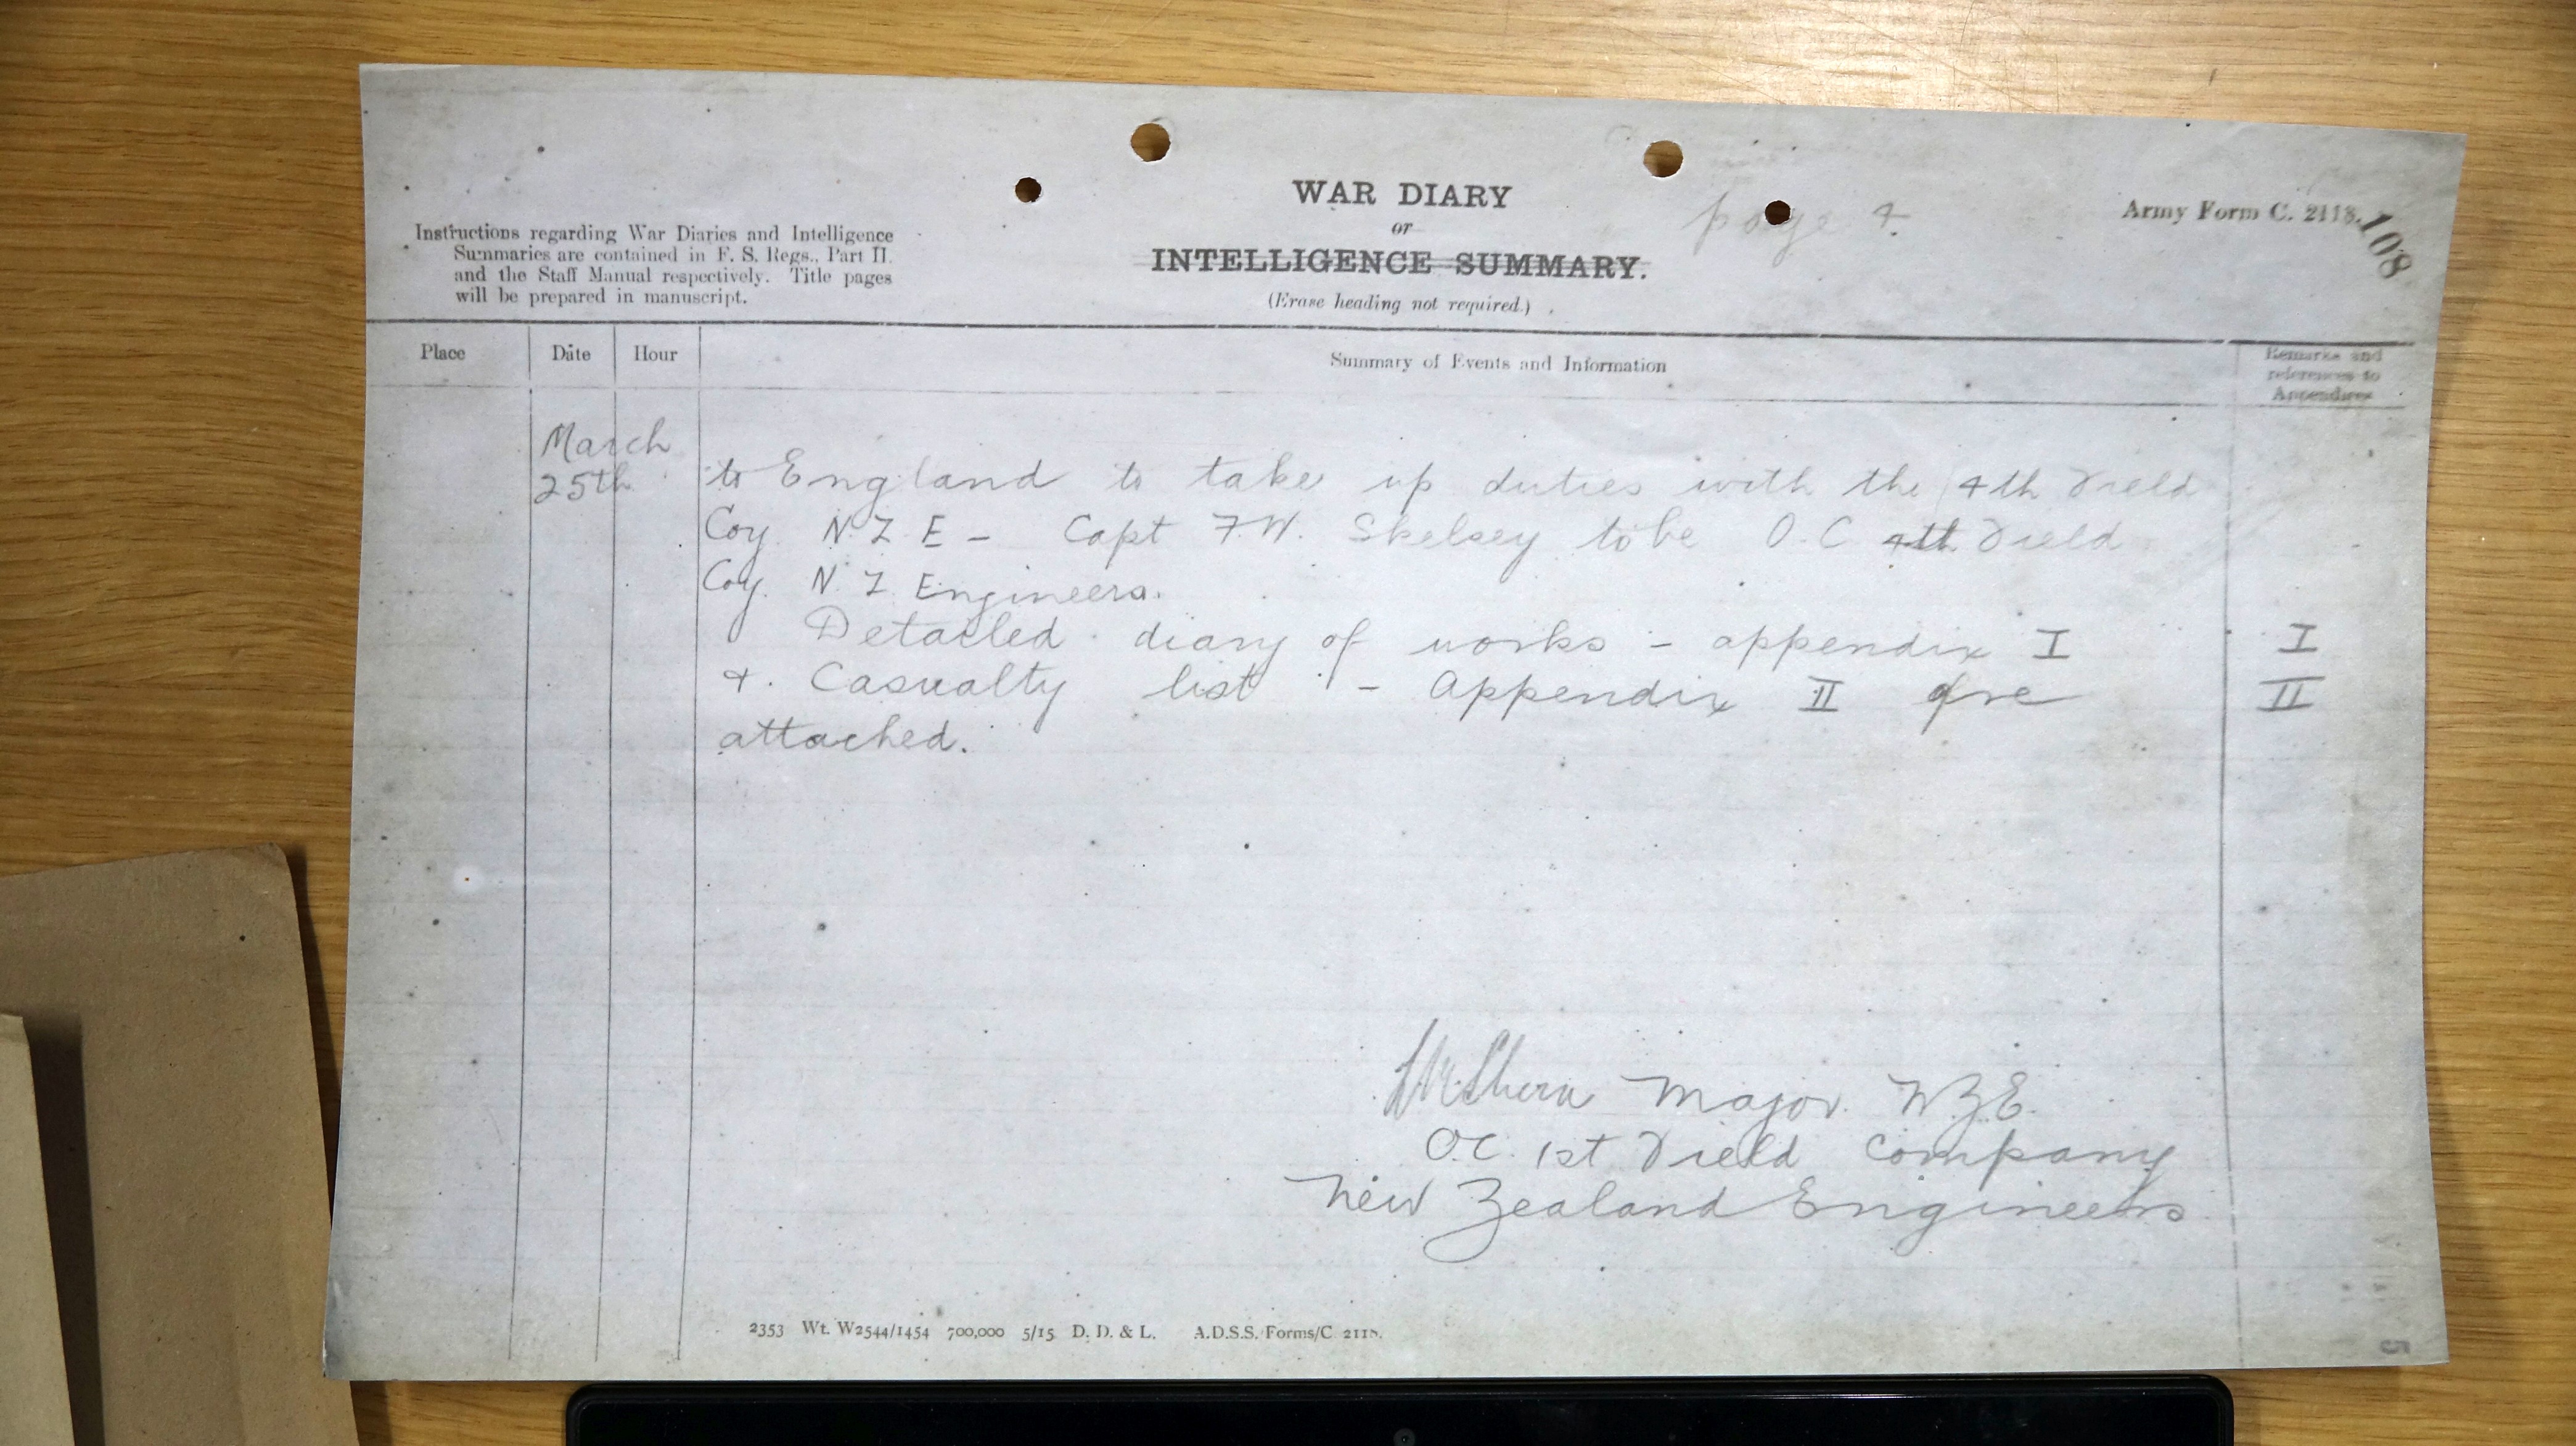 WAR DIARY
or
INTELLIGENCE SUMMARY.
(Erase heading not required.)
page 4.
Army Form C. 2118.
108
Instructions regarding War Diaries and Intelligence
Summaries are contained in F. S. Regs., Part II.
and the Staff Manual respectively. Title pages
will be prepared in manuscript.
Place Date Hour Summary of Events and Information Remarks and
references to
Appendices
March
25th to England to take up duties with the 4th Field
Coy N Z E – Capt F.W. Skelsey to be O.C 4th Field
Coy. N. Z Engineers.
Detailed diary of works – appendix I I
+. Casualty list – Appendix II are II
attached.
Major. N.Z.E.
O.C. 1st Field Company
New Zealand Engineers
2353 Wt. W2544/1454 700,000 5/15 D. D. & L. A.D.S.S. Forms/C. 2118.